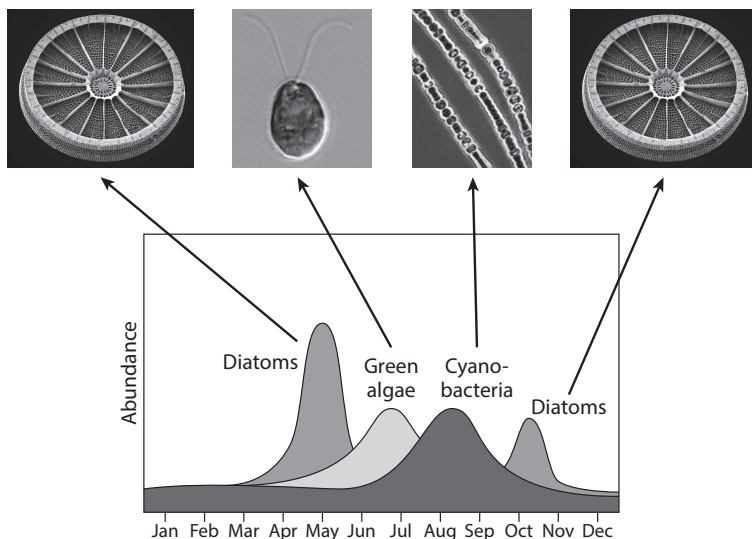 Diatoms
Green
algae
Cyano-
bacteria
Diatoms
Abundance
Jan Feb Mar Apr May Jun Jul Aug Sep Oct Nov Dec